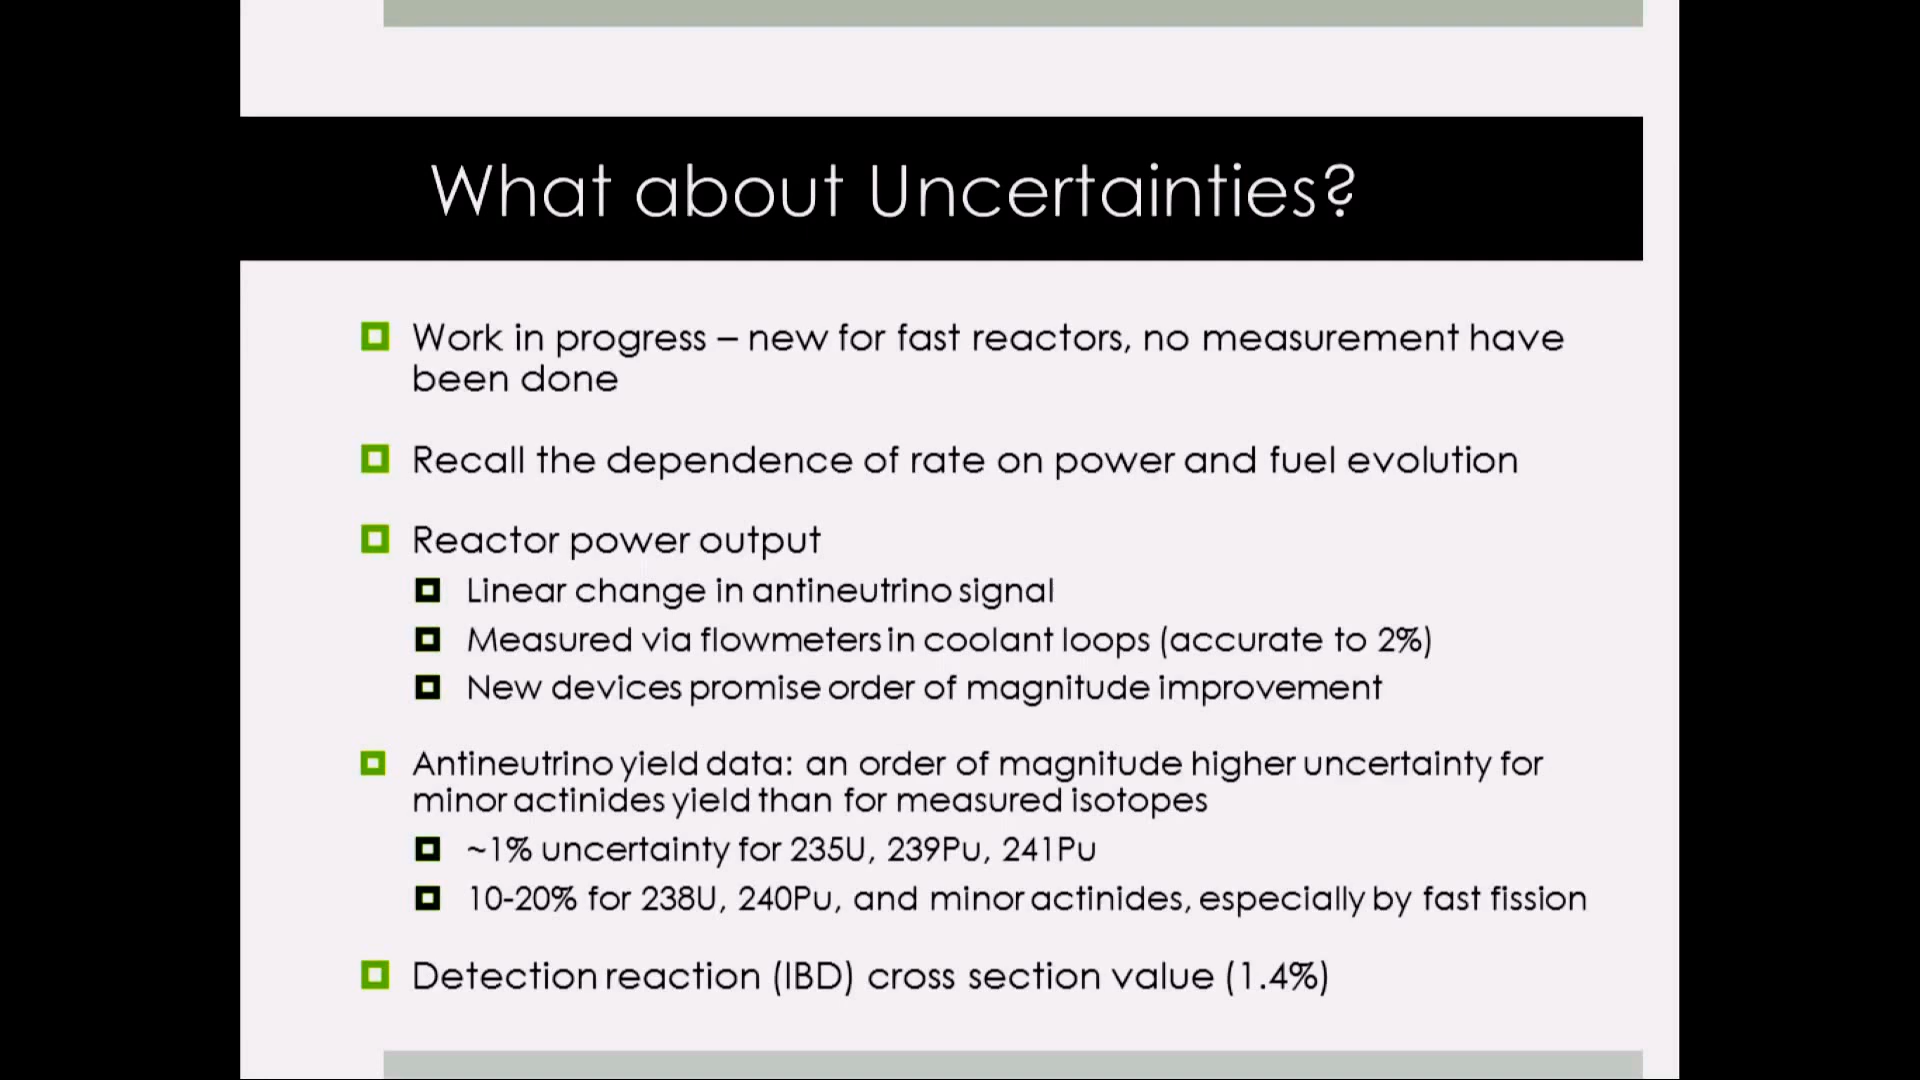 What about Uncertainties?
Work in progress – new for fast reactors, no measurement have
been done
Recall the dependence of rate on power and fuel evolution
Reactor power output
Linear change in antineutrino signal
Measured via flowmeters in coolant loops (accurate to 2%)
New devices promise order of magnitude improvement
Antineutrino yield data: an order of magnitude higher uncertainty for
minor actinides yield than for measured isotopes
~1% uncertainty for 235U, 239Pu, 241Pu
10-20% for 238U, 240Pu, and minor actinides, especially by fast fission
Detection reaction (IBD) cross section value (1.4%)